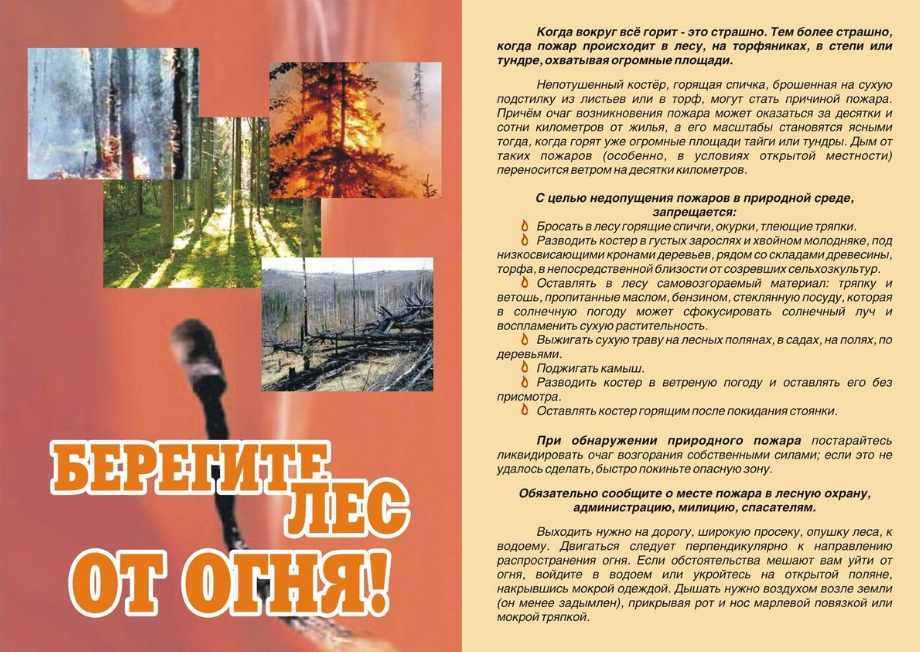 БЕРЕГИТЕ
ЛЕС
ОТ ОГНЯ!
Когда вокруг всё горит - это страшно. Тем более страшно,
когда пожар происходит в лесу, на торфяниках, в степи или
тундре, охватывая огромные площади.
Непотушенный костёр, горящая спичка, брошенная на сухую
подстилку из листьев или в торф, могут стать причиной пожара.
Причём очаг возникновения пожара может оказаться за десятки и
сотни километров от жилья, а его масштабы становятся ясными
тогда, когда горят уже огромные площади тайги или тундры. Дым от
таких пожаров (особенно, в условиях открытой местности)
переносится ветром на десятки километров.
С целью недопущения пожаров в природной среде,
запрещается:
Бросать в лесу горящие спичги, окурки, тлеющие тряпки.
Разводить костер в густых зарослях и хвойном молодняке, под
низкосвисающими кронами деревьев, рядом со складами древесины,
торфа, в непосредственной близости от созревших сельхозкультур.
Оставлять в лесу самовозгораемый материал: тряпку и
ветошь, пропитанные маслом, бензином, стеклянную посуду, которая
в солнечную погоду может сфокусировать солнечный луч и
воспламенить сухую растительность.
Выжигать сухую траву на лесных полянах, в садах, на полях, по
деревьями.
Поджигать камыш.
Разводить костер в ветреную погоду и оставлять его без
присмотра.
Оставлять костер горящим после покидания стоянки.
При обнаружении природного пожара постарайтесь
ликвидировать очаг возгорания собственными силами; если это не
удалось сделать, быстро покиньте опасную зону.
Обязательно сообщите о месте пожара в лесную охрану,
администрацию, милицию, спасателям.
Выходить нужно на дорогу, широкую просеку, опушку леса, к
водоему. Двигаться следует перпендикулярно к направлению
распространения огня. Если обстоятельства мешают вам уйти от
огня, войдите в водоем или укройтесь на открытой поляне,
накрывшись мокрой одеждой. Дышать нужно воздухом возле земли
(он менее задымлен), прикрывая рот и нос марлевой повязкой или
мокрой тряпкой.